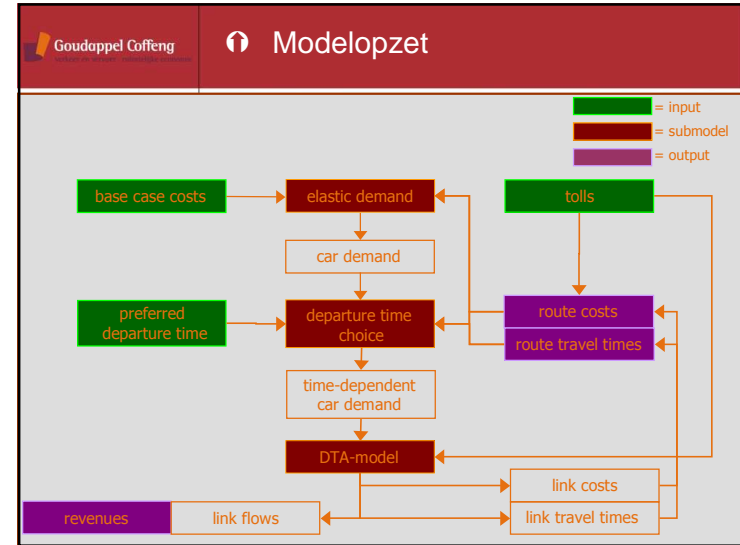 Goudappel Coffeng
Modelopzet
= input
= submodel
= output
base case costs
elastic demand
tolls
car demand
preferred
departure time
departure time
choice
route costs
route travel times
time-dependent
car demand
DTA-model
link costs
revenues
link flows
link travel times